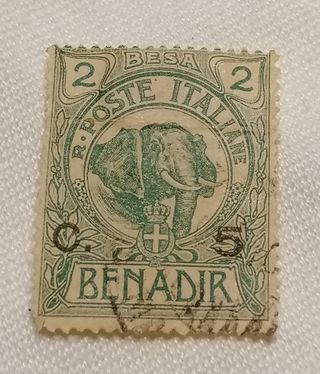 2 BESA 2
R. POSTE ITALIANE
C. 5
BENADIR